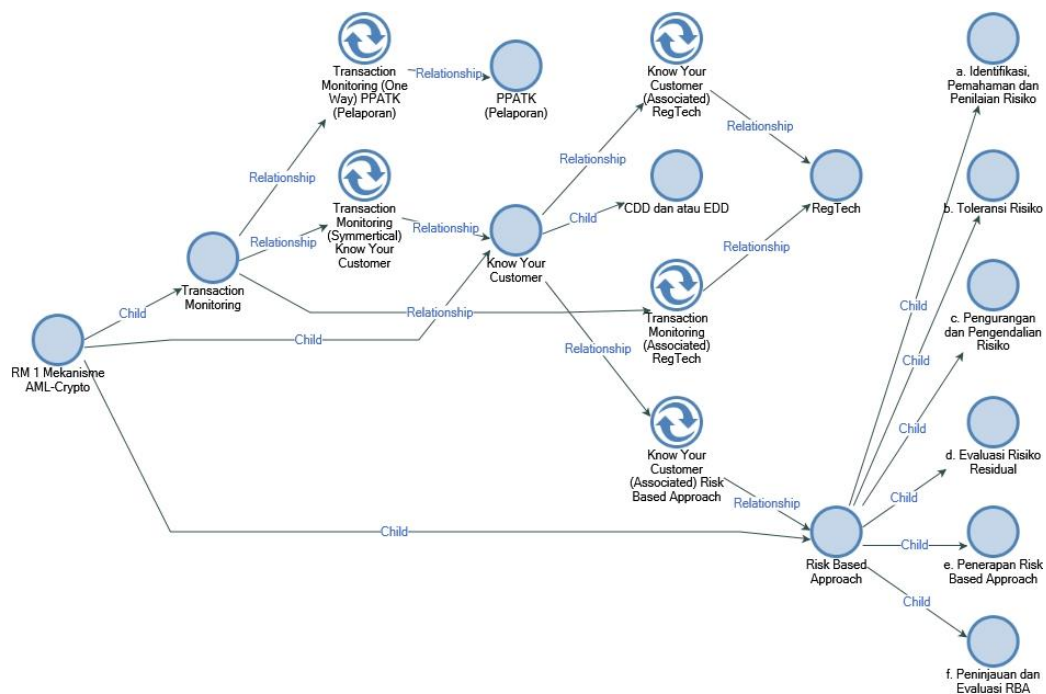 Transaction
Monitoring (One
Way) PPATK
(Pelaporan)
Relationship
PPATK
(Pelaporan)
Know Your
Customer
(Associated)
RegTech
a. Identifikasi,
Pemahaman dan
Penilaian Risiko
Relationship
Relationship
Relationship
Transaction
Monitoring
(Symmertical)
Know Your
Customer
Relationship
Relationship
Know Your
Customer
Child
CDD dan atau EDD
RegTech
b. Toleransi Risiko
Transaction
Monitoring
Relationship
Relationship
Transaction
Monitoring
(Associated)
RegTech
Child
c. Pengurangan
dan Pengendalian
Risiko
Child
RM 1 Mekanisme
AML-Crypto
Child
Relationship
Child
Know Your
Customer
(Associated) Risk
Based Approach
Child
d. Evaluasi Risiko
Residual
Relationship
Child
Child
Risk Based
Approach
Child
e. Penerapan Risk
Based Approach
Child
f. Peninjauan dan
Evaluasi RBA